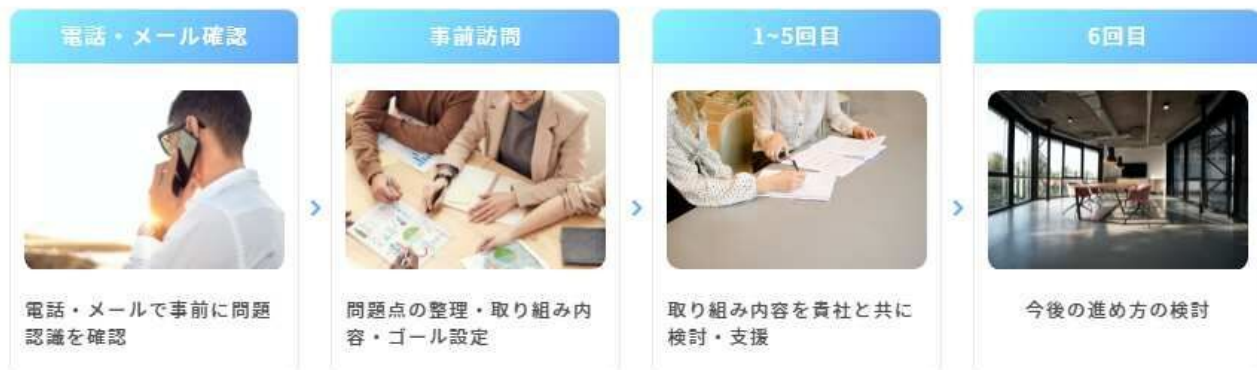 電話・メール確認
事前訪問
1~5回目
6回目
電話・メールで事前に問題
認識を確認
問題点の整理・取り組み内
容・ゴール設定
取り組み内容を貴社と共に
検討・支援
今後の進め方の検討